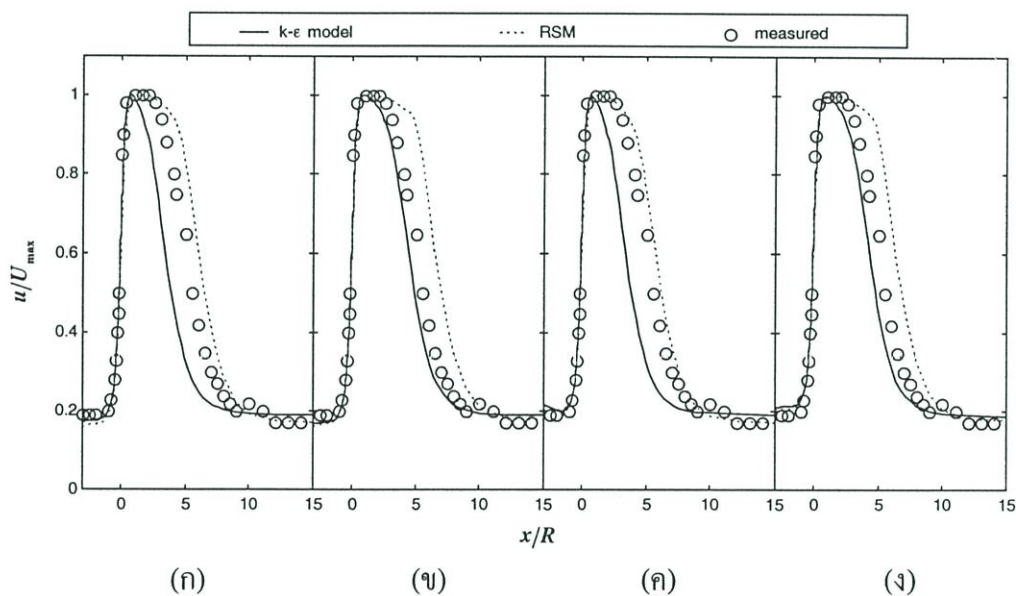 k-ε model RSM measured
1
0.8
0.6
0.4
0.2
0
u/U_max
0 5 10 15 0 5 10 15 0 5 10 15 0 5 10 15
x/R
(ก) (ข) (ค) (ง)